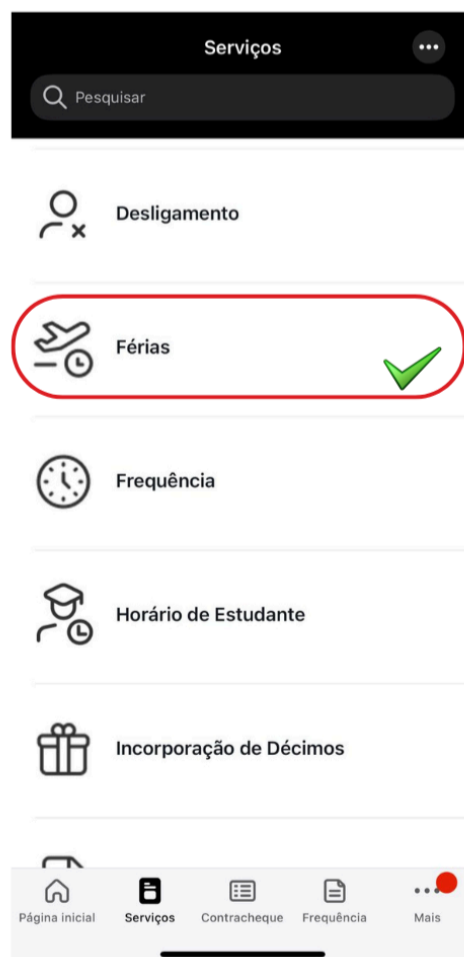 Serviços
Pesquisar
Desligamento
Férias
Frequência
Horário de Estudante
Incorporação de Décimos
Página inicial
Serviços
Contracheque
Frequência
Mais